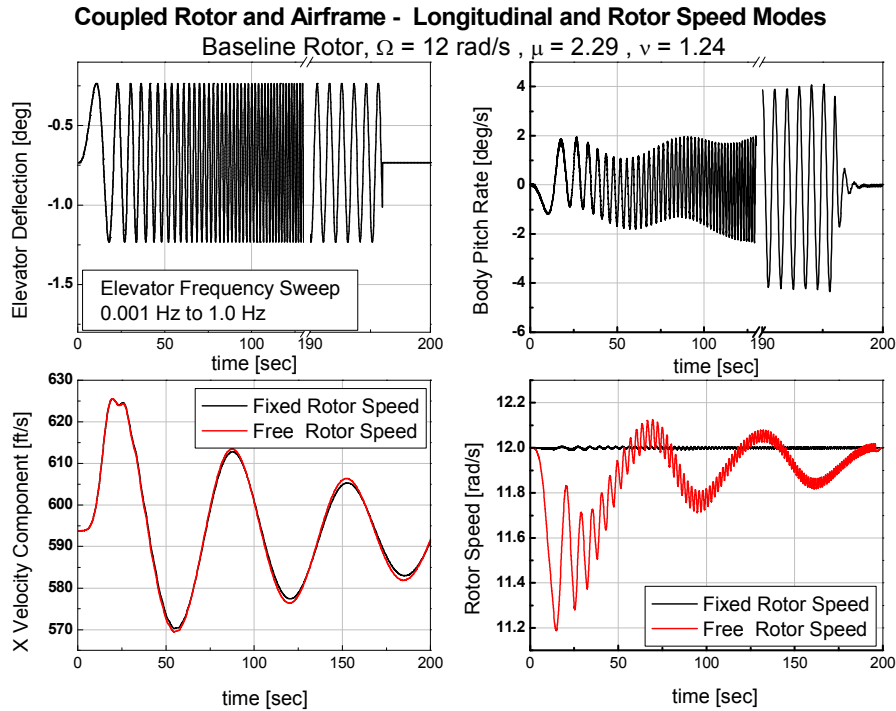 Coupled Rotor and Airframe - Longitudinal and Rotor Speed Modes
Baseline Rotor, Ω = 12 rad/s , μ = 2.29 , ν = 1.24
Elevator Deflection [deg]
-0.5
-1.0
-1.5
Elevator Frequency Sweep
0.001 Hz to 1.0 Hz
0 50 100 190 200
time [sec]
Body Pitch Rate [deg/s]
4
2
0
-2
-4
-6
0 50 100 190 200
time [sec]
X Velocity Component [ft/s]
630
620
610
600
590
580
570
Fixed Rotor Speed
Free Rotor Speed
0 50 100 150 200
time [sec]
Rotor Speed [rad/s]
12.2
12.0
11.8
11.6
11.4
11.2
Fixed Rotor Speed
Free Rotor Speed
0 50 100 150 200
time [sec]